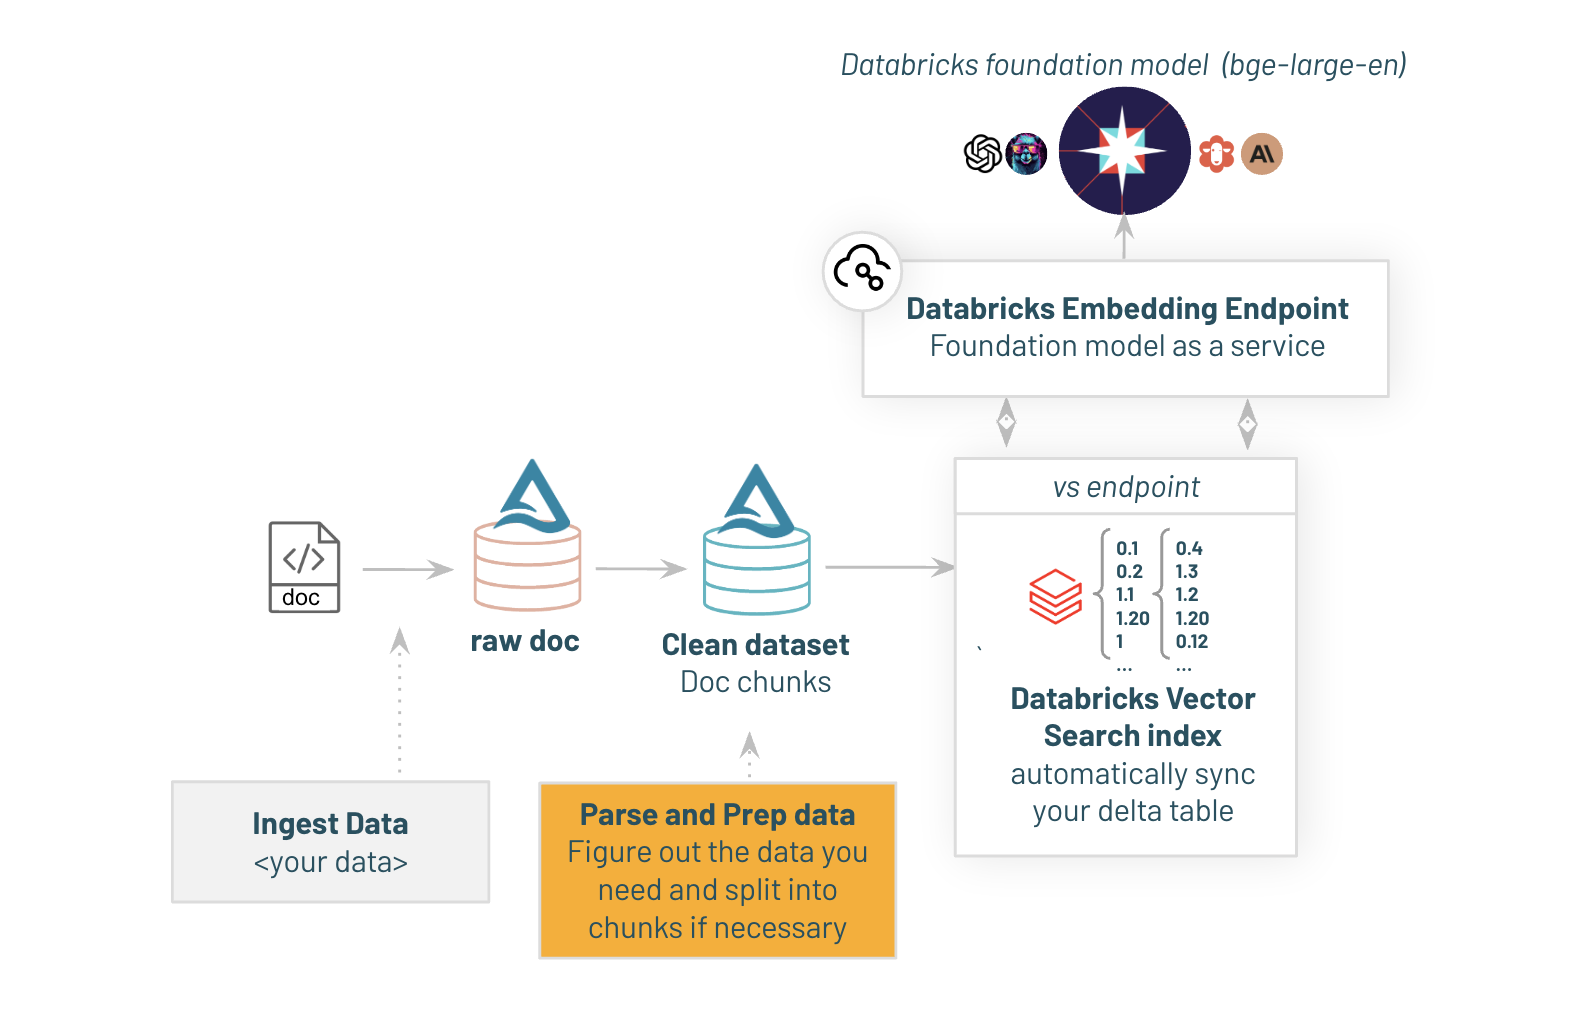 Databricks foundation model (bge-large-en)
A\
Databricks Embedding Endpoint
Foundation model as a service
vs endpoint
</>
doc
raw doc
Clean dataset
Doc chunks
0.1
0.2
1.1
1.20
1
...
0.4
1.3
1.2
1.20
0.12
...
`
Databricks Vector
Search index
automatically sync
your delta table
Ingest Data
<your data>
Parse and Prep data
Figure out the data you
need and split into
chunks if necessary